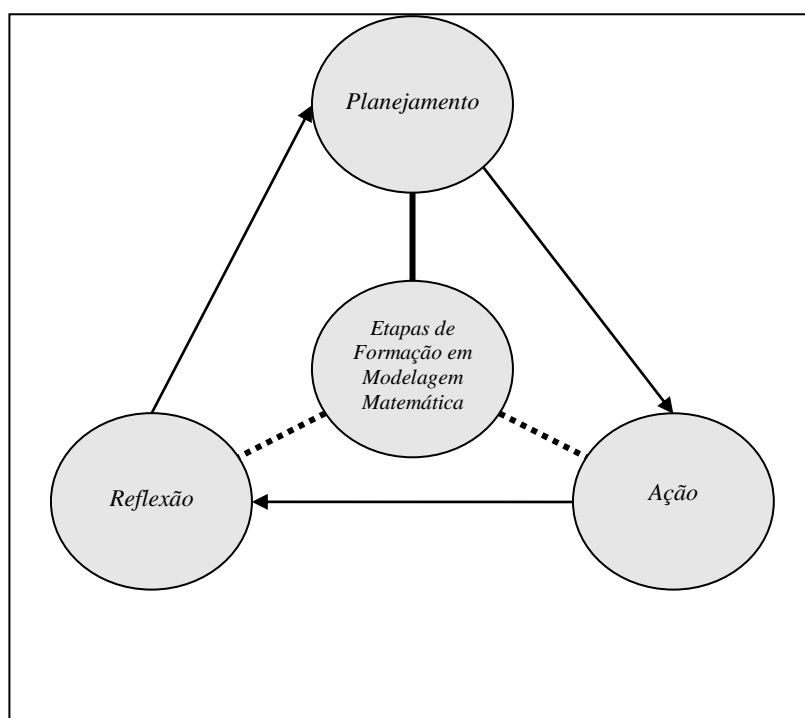 Planejamento
Etapas de
Formação em
Modelagem
Matemática
Reflexão
Ação